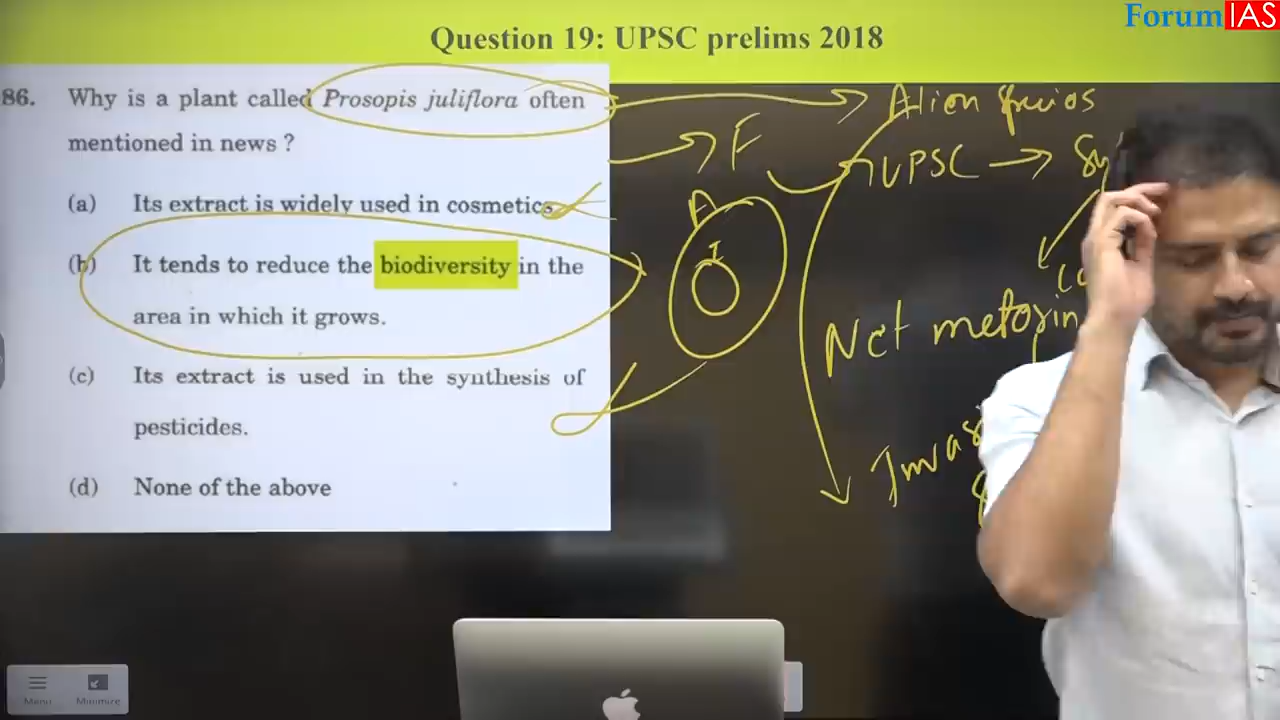 ForumIAS
Question 19: UPSC prelims 2018
86. Why is a plant called Prosopis juliflora often
mentioned in news ?
(a) Its extract is widely used in cosmetics
(b) It tends to reduce the biodiversity in the
area in which it grows.
(c) Its extract is used in the synthesis of
pesticides.
(d) None of the above
Alien
F
UPSC
A
I
Net
Menu Minimize